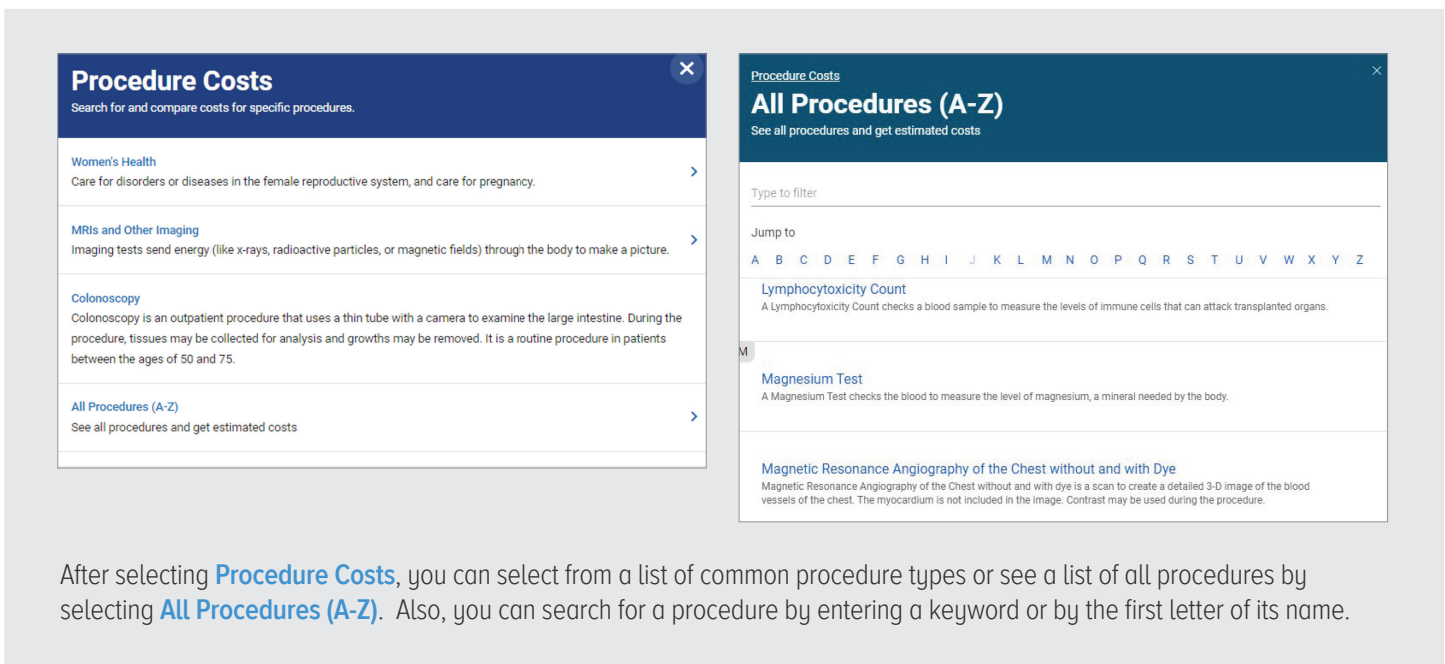 Procedure Costs
Search for and compare costs for specific procedures.
Women's Health
Care for disorders or diseases in the female reproductive system, and care for pregnancy.
MRIs and Other Imaging
Imaging tests send energy (like x-rays, radioactive particles, or magnetic fields) through the body to make a picture.
Colonoscopy
Colonoscopy is an outpatient procedure that uses a thin tube with a camera to examine the large intestine. During the
procedure, tissues may be collected for analysis and growths may be removed. It is a routine procedure in patients
between the ages of 50 and 75.
All Procedures (A-Z)
See all procedures and get estimated costs
Procedure Costs
All Procedures (A-Z)
See all procedures and get estimated costs
Type to filter
Jump to
A B C D E F G H I J K L M N O P Q R S T U V W X Y Z
Lymphocytoxicity Count
A Lymphocytoxicity Count checks a blood sample to measure the levels of immune cells that can attack transplanted organs.
M
Magnesium Test
A Magnesium Test checks the blood to measure the level of magnesium, a mineral needed by the body.
Magnetic Resonance Angiography of the Chest without and with Dye
Magnetic Resonance Angiography of the Chest without and with dye is a scan to create a detailed 3-D image of the blood
vessels of the chest. The myocardium is not included in the image. Contrast may be used during the procedure.
After selecting Procedure Costs, you can select from a list of common procedure types or see a list of all procedures by
selecting All Procedures (A-Z). Also, you can search for a procedure by entering a keyword or by the first letter of its name.